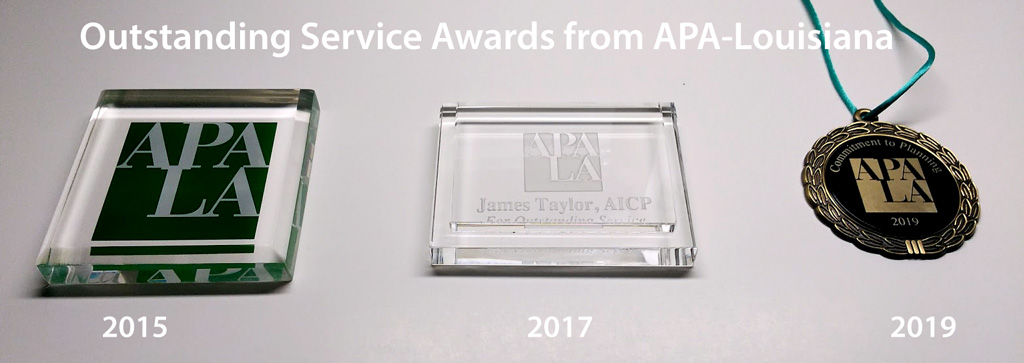 Outstanding Service Awards from APA-Louisiana
APA
LA
APA
LA
James Taylor, AICP
For Outstanding Service
Commitment to Planning
APA
LA
2019
2015
2017
2019